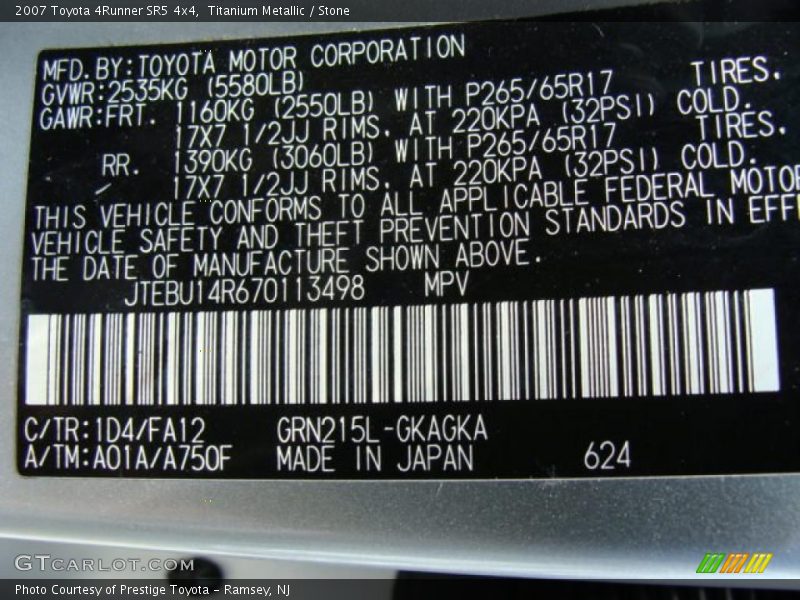 2007 Toyota 4Runner SR5 4x4, Titanium Metallic / Stone
MFD. BY: TOYOTA MOTOR CORPORATION
GVWR: 2535KG (5580LB)
GAWR: FRT. 1160KG (2550LB) WITH P265/65R17 TIRES.
17X7 1/2JJ RIMS. AT 220KPA (32PSI) COLD.
RR. 1390KG (3060LB) WITH P265/65R17 TIRES.
17X7 1/2JJ RIMS. AT 220KPA (32PSI) COLD.
THIS VEHICLE CONFORMS TO ALL APPLICABLE FEDERAL MOTOR
VEHICLE SAFETY AND THEFT PREVENTION STANDARDS IN EFF
THE DATE OF MANUFACTURE SHOWN ABOVE.
JTEBU14R670113498 MPV
C/TR: 1D4/FA12 GRN215L-GKAGKA
A/TM: A01A/A750F MADE IN JAPAN 624
GTCARLOT.COM
Photo Courtesy of Prestige Toyota - Ramsey, NJ